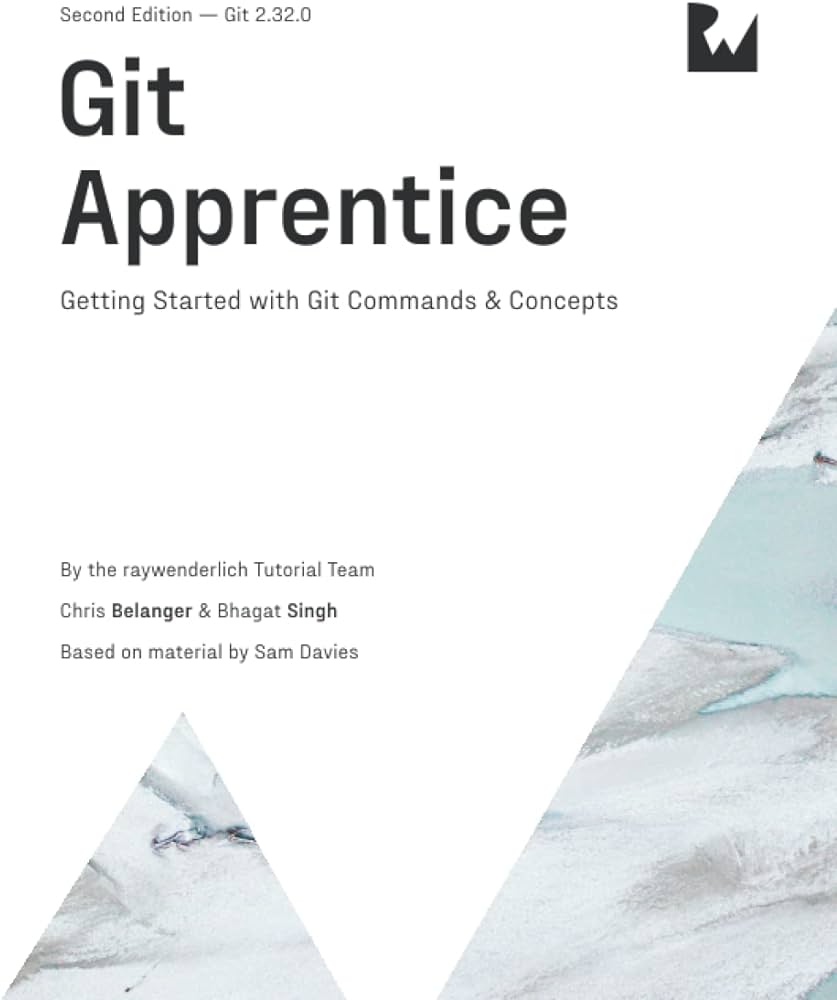 Second Edition — Git 2.32.0
Git
Apprentice
Getting Started with Git Commands & Concepts
By the raywenderlich Tutorial Team
Chris Belanger & Bhagat Singh
Based on material by Sam Davies